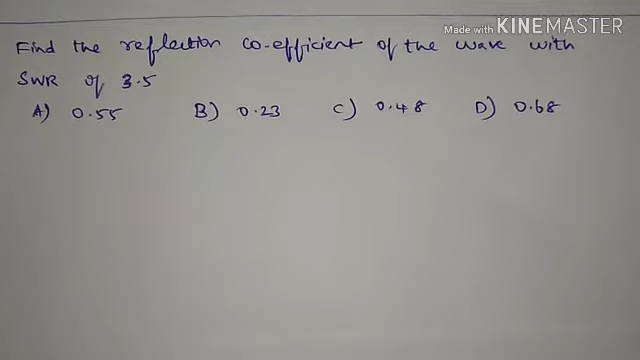 Made with KINEMASTER
Find the reflection co-efficient of the wave with
SWR of 3.5
A) 0.55 B) 0.23 C) 0.48 D) 0.68